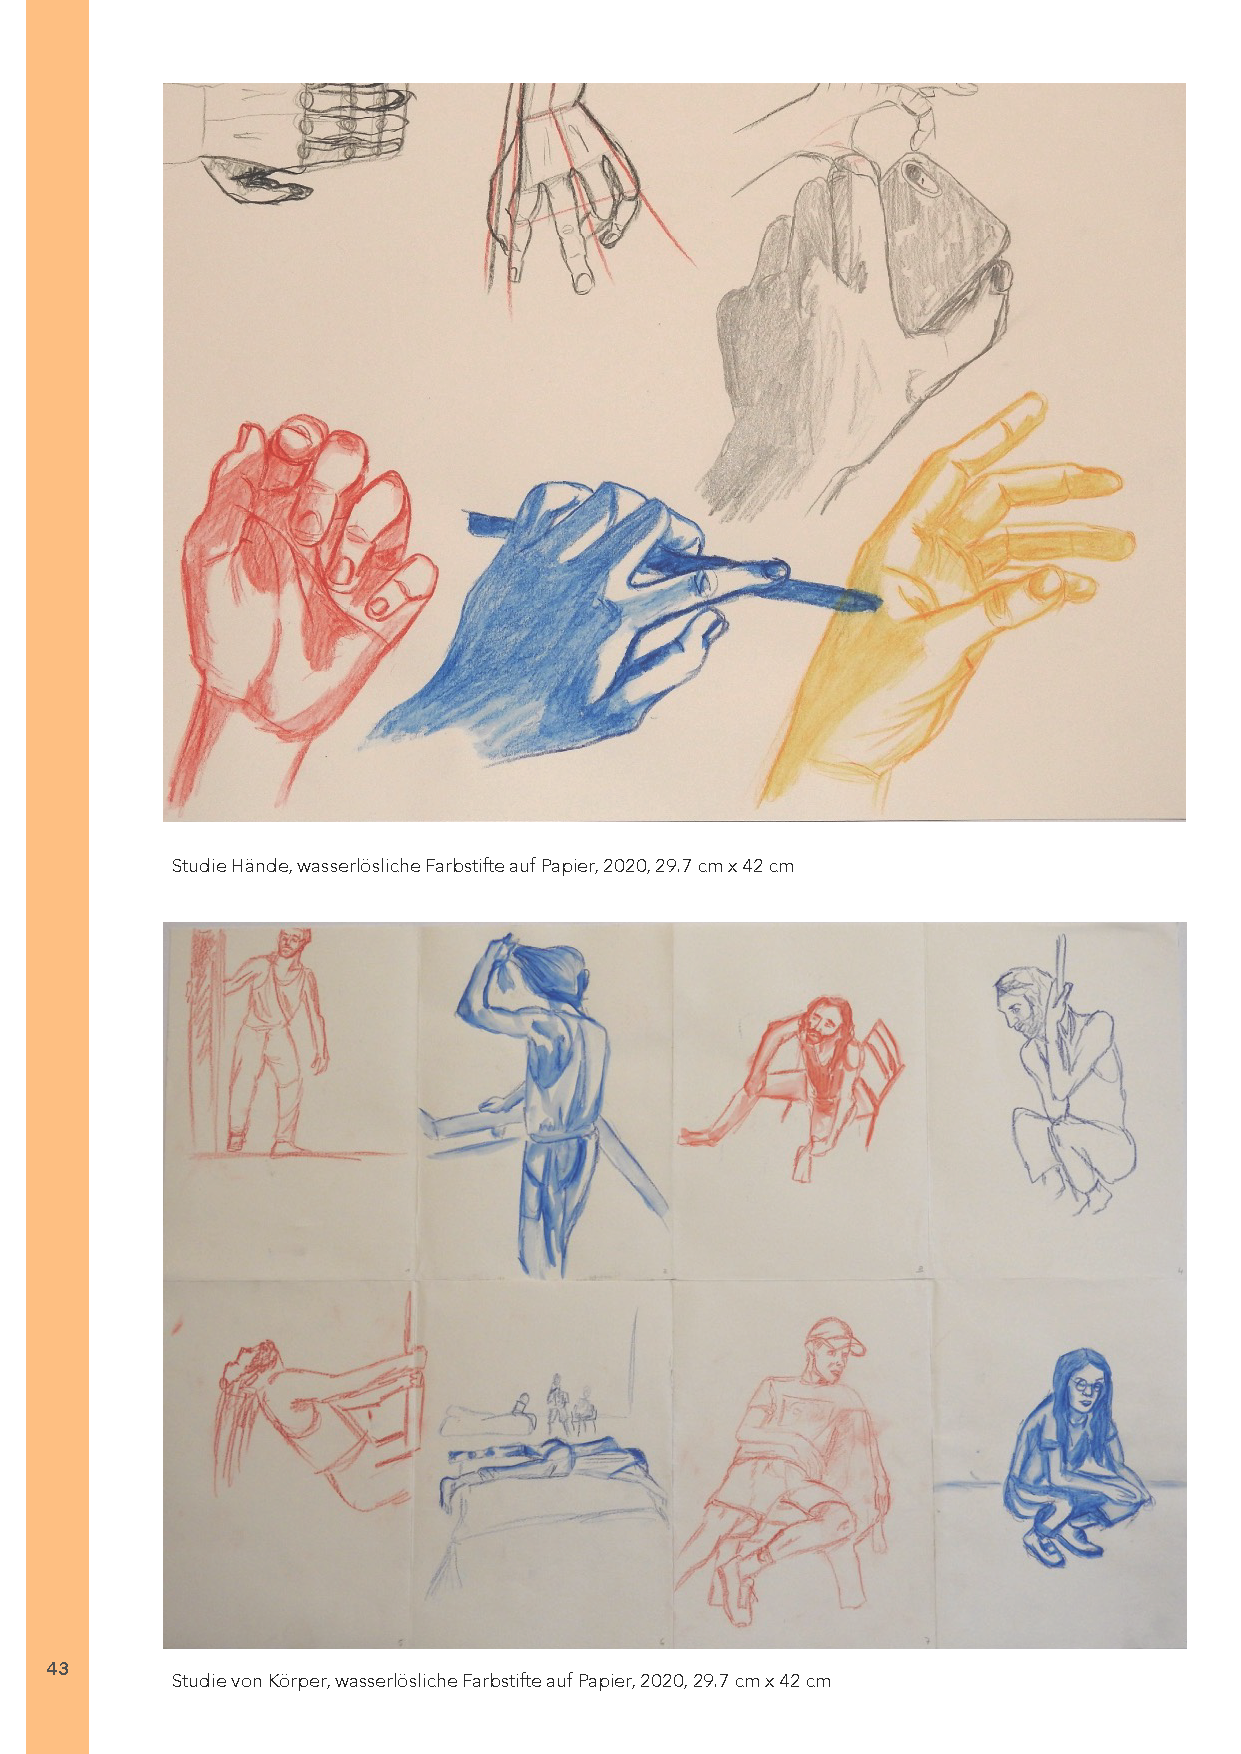 Studie Hände, wasserlösliche Farbstifte auf Papier, 2020, 29.7 cm x 42 cm
43
Studie von Körper, wasserlösliche Farbstifte auf Papier, 2020, 29.7 cm x 42 cm